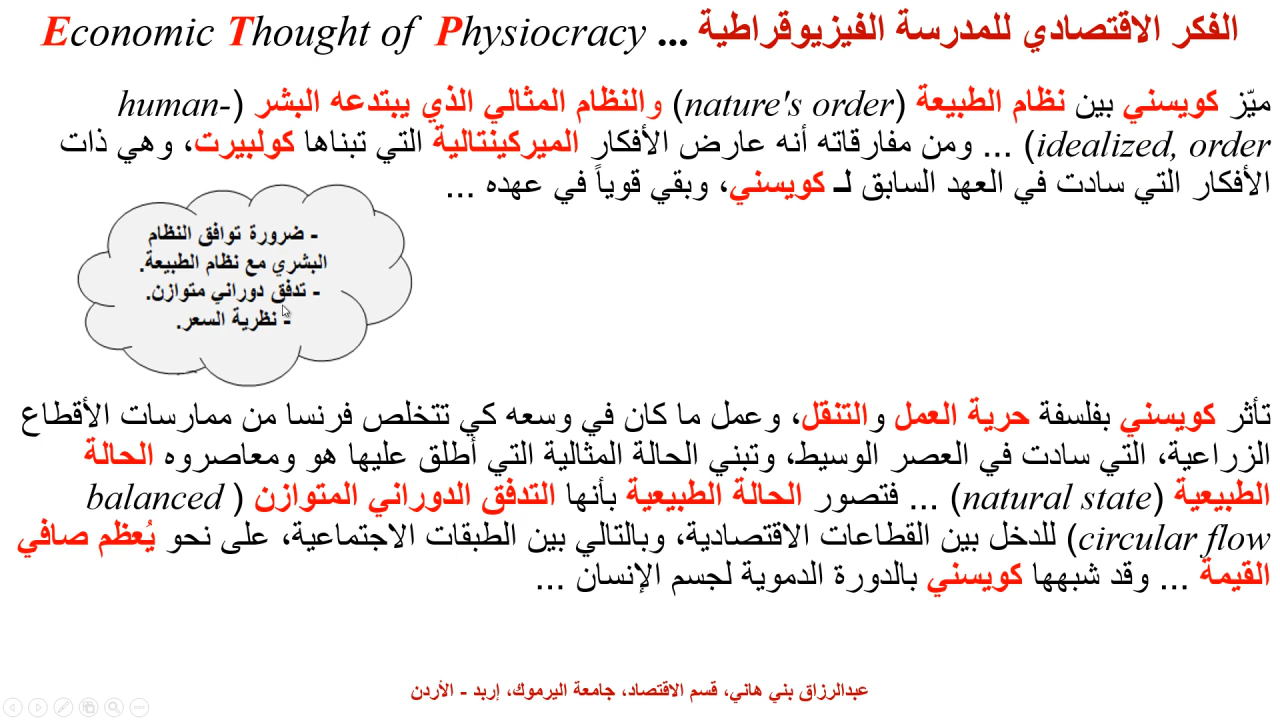 الفكر الاقتصادي للمدرسة الفيزيوقراطية ... Economic Thought of Physiocracy
ميّز كويسني بين نظام الطبيعة (nature's order) والنظام المثالي الذي يبتدعه البشر (human-
idealized, order) ... ومن مفارقاته أنه عارض الأفكار الميركينتالية التي تبناها كولبيرت، وهي ذات
الأفكار التي سادت في العهد السابق لـ كويسني، وبقي قوياً في عهده ...
- ضرورة توافق النظام
البشري مع نظام الطبيعة.
- تدفق دوراني متوازن.
- نظرية السعر.
تأثر كويسني بفلسفة حرية العمل والتنقل، وعمل ما كان في وسعه كي تتخلص فرنسا من ممارسات الأقطاع
الزراعية، التي سادت في العصر الوسيط، وتبني الحالة المثالية التي أطلق عليها هو ومعاصروه الحالة
الطبيعية (natural state) ... فتصور الحالة الطبيعية بأنها التدفق الدوراني المتوازن ( balanced
circular flow) للدخل بين القطاعات الاقتصادية، وبالتالي بين الطبقات الاجتماعية، على نحو يُعظم صافي
القيمة ... وقد شبهها كويسني بالدورة الدموية لجسم الإنسان ...
عبدالرزاق بني هاني، قسم الاقتصاد، جامعة اليرموك، إربد - الأردن